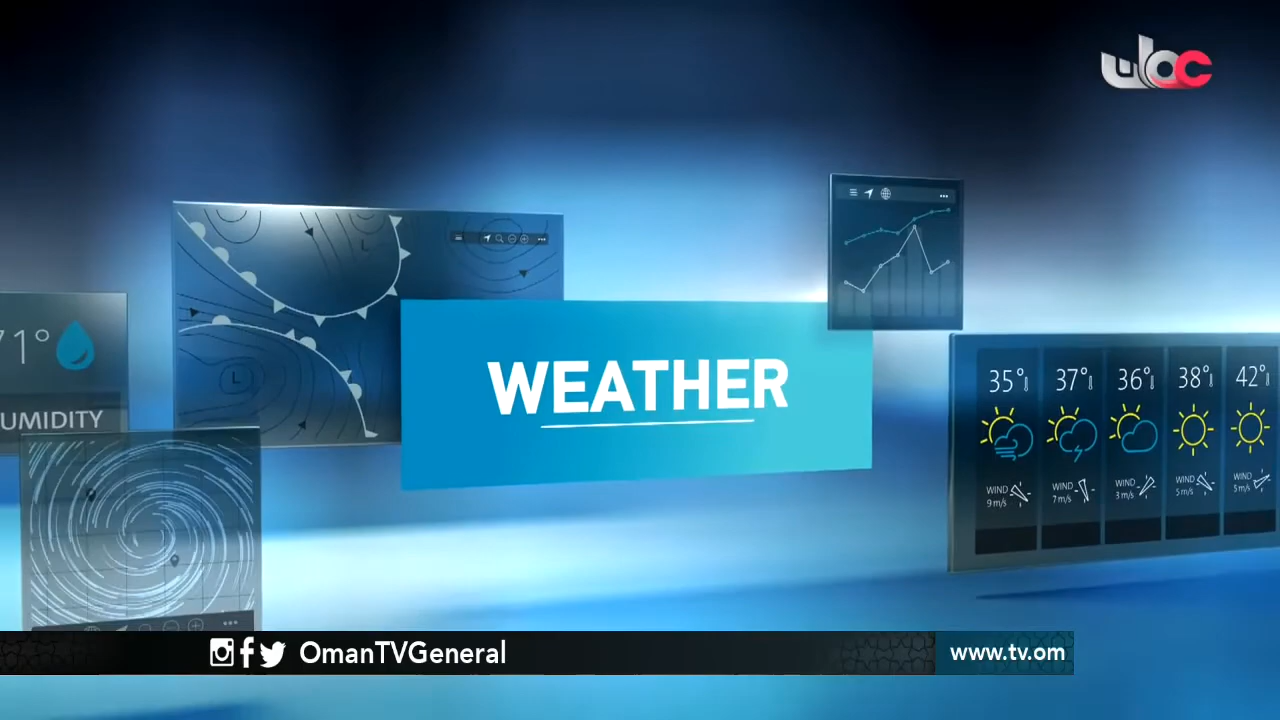 عمان
71°
UMIDITY
L
L
WEATHER
35°
37°
36°
38°
42°
WIND
9 m/s
WIND
7 m/s
WIND
3 m/s
WIND
5 m/s
WIND
5 m/s
OmanTVGeneral
www.tv.om